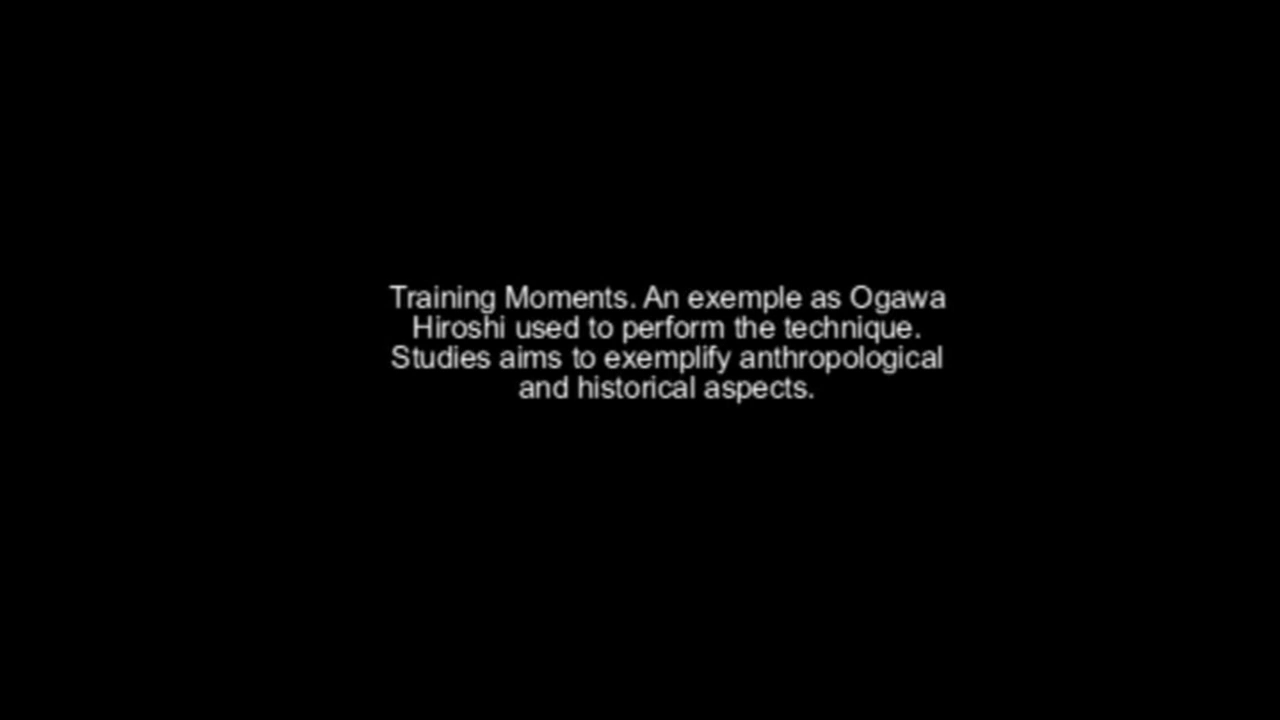 Training Moments. An exemple as Ogawa
Hiroshi used to perform the technique.
Studies aims to exemplify anthropological
and historical aspects.